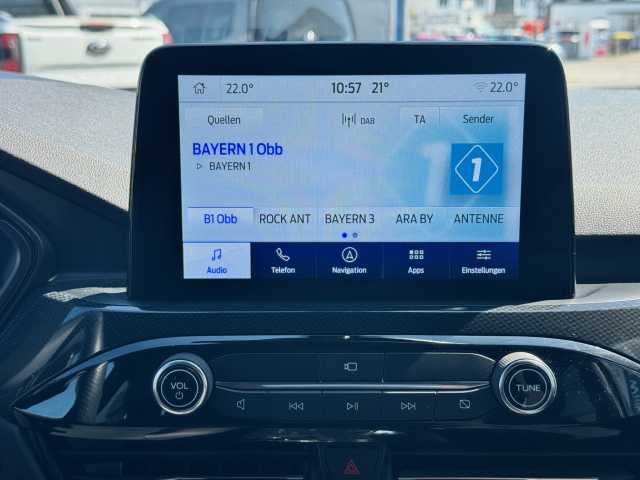 22.0° 10:57 21° 22.0°
Quellen DAB TA Sender
BAYERN 1 Obb
BAYERN 1
1
B1 Obb ROCK ANT BAYERN 3 ARA BY ANTENNE
Audio Telefon Navigation Apps Einstellungen
VOL TUNE